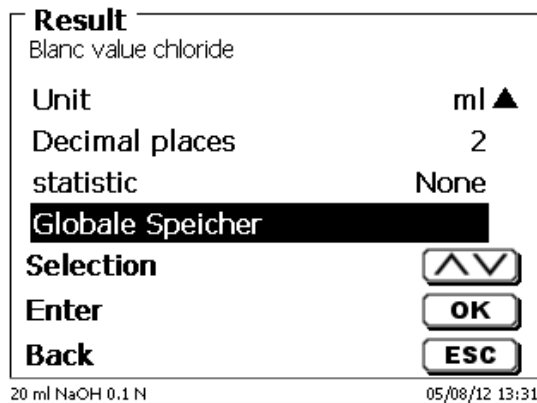 Result
Blanc value chloride
Unit ml ▲
Decimal places 2
statistic None
Globale Speicher
Selection
Enter OK
Back ESC
20 ml NaOH 0.1 N 05/08/12 13:31